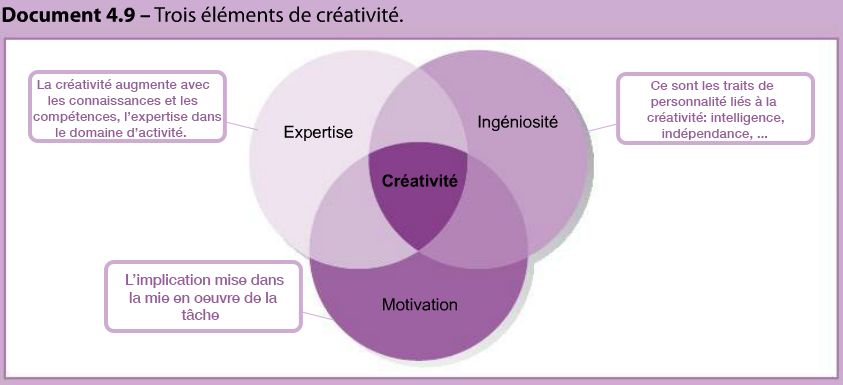 Document 4.9 – Trois éléments de créativité.
La créativité augmente avec
les connaissances et les
compétences, l'expertise dans
le domaine d'activité.
Expertise
Ingéniosité
Ce sont les traits de
personnalité liés à la
créativité: intelligence,
indépendance, ...
Créativité
L'implication mise dans
la mie en oeuvre de la
tâche
Motivation